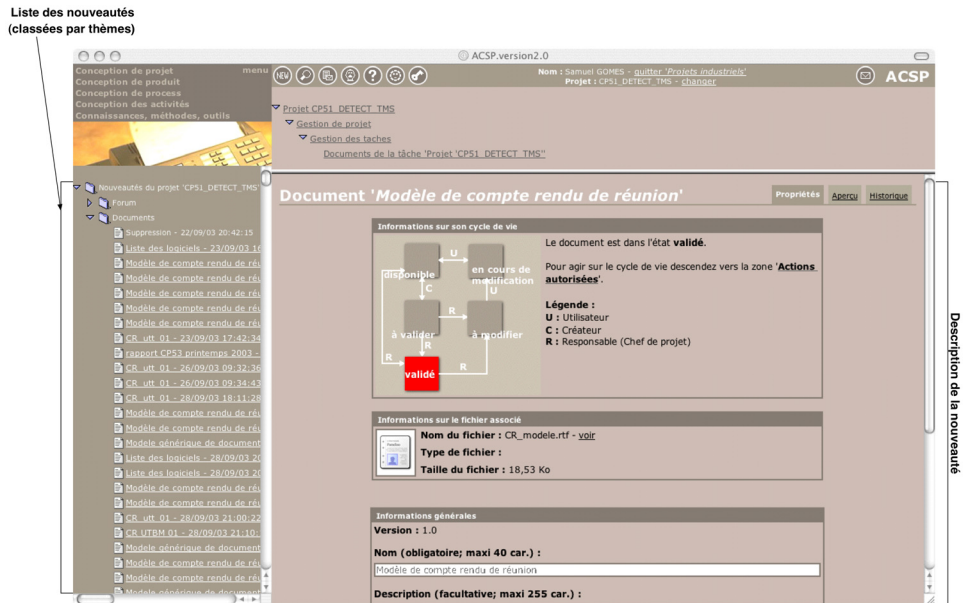 Liste des nouveautés
(classées par thèmes)
ACSP.version2.0
Conception de projet
menu
Conception de produit
Conception de process
Conception des activités
Connaissances, méthodes, outils
NEW
Nom : Samuel GOMES - quitter 'Projets industriels'
Projet : CP51_DETECT_TMS - changer
ACSP
Projet CP51_DETECT_TMS
Gestion de projet
Gestion des taches
Documents de la tâche 'Projet 'CP51_DETECT_TMS''
Nouveautés du projet 'CP51_DETECT_TMS'
Forum
Documents
Suppression - 22/09/03 20:42:15
Liste des logiciels - 23/09/03 16
Modèle de compte rendu de réu
Modèle de compte rendu de réu
Modèle de compte rendu de réu
Modèle de compte rendu de réu
Modèle de compte rendu de réu
CR_utt_01 - 23/09/03 17:42:34
rapport CP53 printemps 2003 -
CR_utt_01 - 26/09/03 09:32:36
CR_utt_01 - 26/09/03 09:34:43
CR_utt_01 - 28/09/03 18:11:28
Modèle de compte rendu de réu
Modèle de compte rendu de réu
Modele générique de document
Liste des logiciels - 28/09/03 20
Liste des logiciels - 28/09/03 20
Modèle de compte rendu de réu
Modèle de compte rendu de réu
CR_utt_01 - 28/09/03 21:00:22
CR UTBM 01 - 28/09/03 21:10:
Modele générique de document
Modèle de compte rendu de réu
Modèle de compte rendu de réu
Modele générique de document
Document 'Modèle de compte rendu de réunion'
Propriétés
Aperçu
Historique
Informations sur son cycle de vie
disponible
U
en cours de
modification
C
U
à valider
R
à modifier
R
R
validé
R
Le document est dans l'état validé.
Pour agir sur le cycle de vie descendez vers la zone 'Actions
autorisées'.
Légende :
U : Utilisateur
C : Créateur
R : Responsable (Chef de projet)
Informations sur le fichier associé
Nom du fichier : CR_modele.rtf - voir
Type de fichier :
Taille du fichier : 18,53 Ko
Informations générales
Version : 1.0
Nom (obligatoire; maxi 40 car.) :
Modèle de compte rendu de réunion
Description (facultative; maxi 255 car.) :
Description de la nouveauté